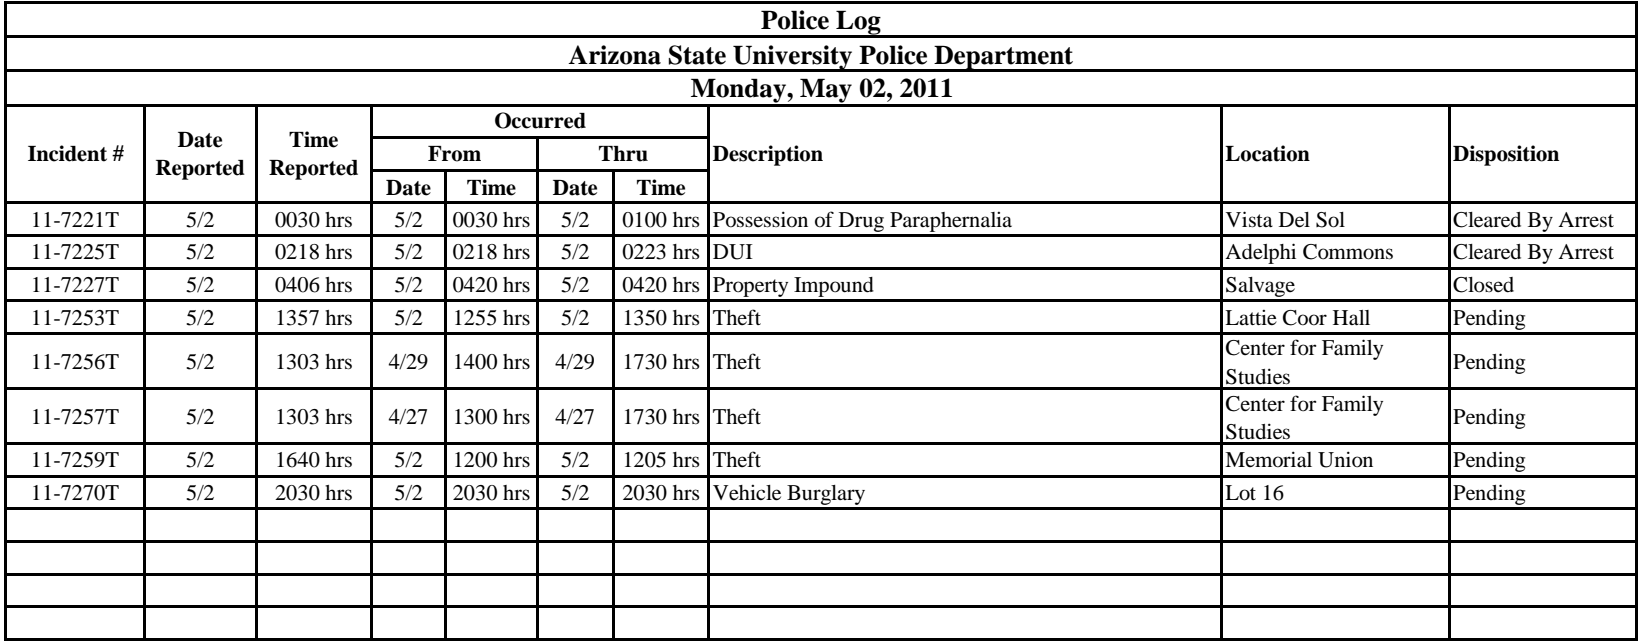 Police Log
Arizona State University Police Department
Monday, May 02, 2011
Incident # Date Reported Time Reported Occurred Description Location Disposition
From Thru
Date Time Date Time
11-7221T 5/2 0030 hrs 5/2 0030 hrs 5/2 0100 hrs Possession of Drug Paraphernalia Vista Del Sol Cleared By Arrest
11-7225T 5/2 0218 hrs 5/2 0218 hrs 5/2 0223 hrs DUI Adelphi Commons Cleared By Arrest
11-7227T 5/2 0406 hrs 5/2 0420 hrs 5/2 0420 hrs Property Impound Salvage Closed
11-7253T 5/2 1357 hrs 5/2 1255 hrs 5/2 1350 hrs Theft Lattie Coor Hall Pending
11-7256T 5/2 1303 hrs 4/29 1400 hrs 4/29 1730 hrs Theft Center for Family Studies Pending
11-7257T 5/2 1303 hrs 4/27 1300 hrs 4/27 1730 hrs Theft Center for Family Studies Pending
11-7259T 5/2 1640 hrs 5/2 1200 hrs 5/2 1205 hrs Theft Memorial Union Pending
11-7270T 5/2 2030 hrs 5/2 2030 hrs 5/2 2030 hrs Vehicle Burglary Lot 16 Pending